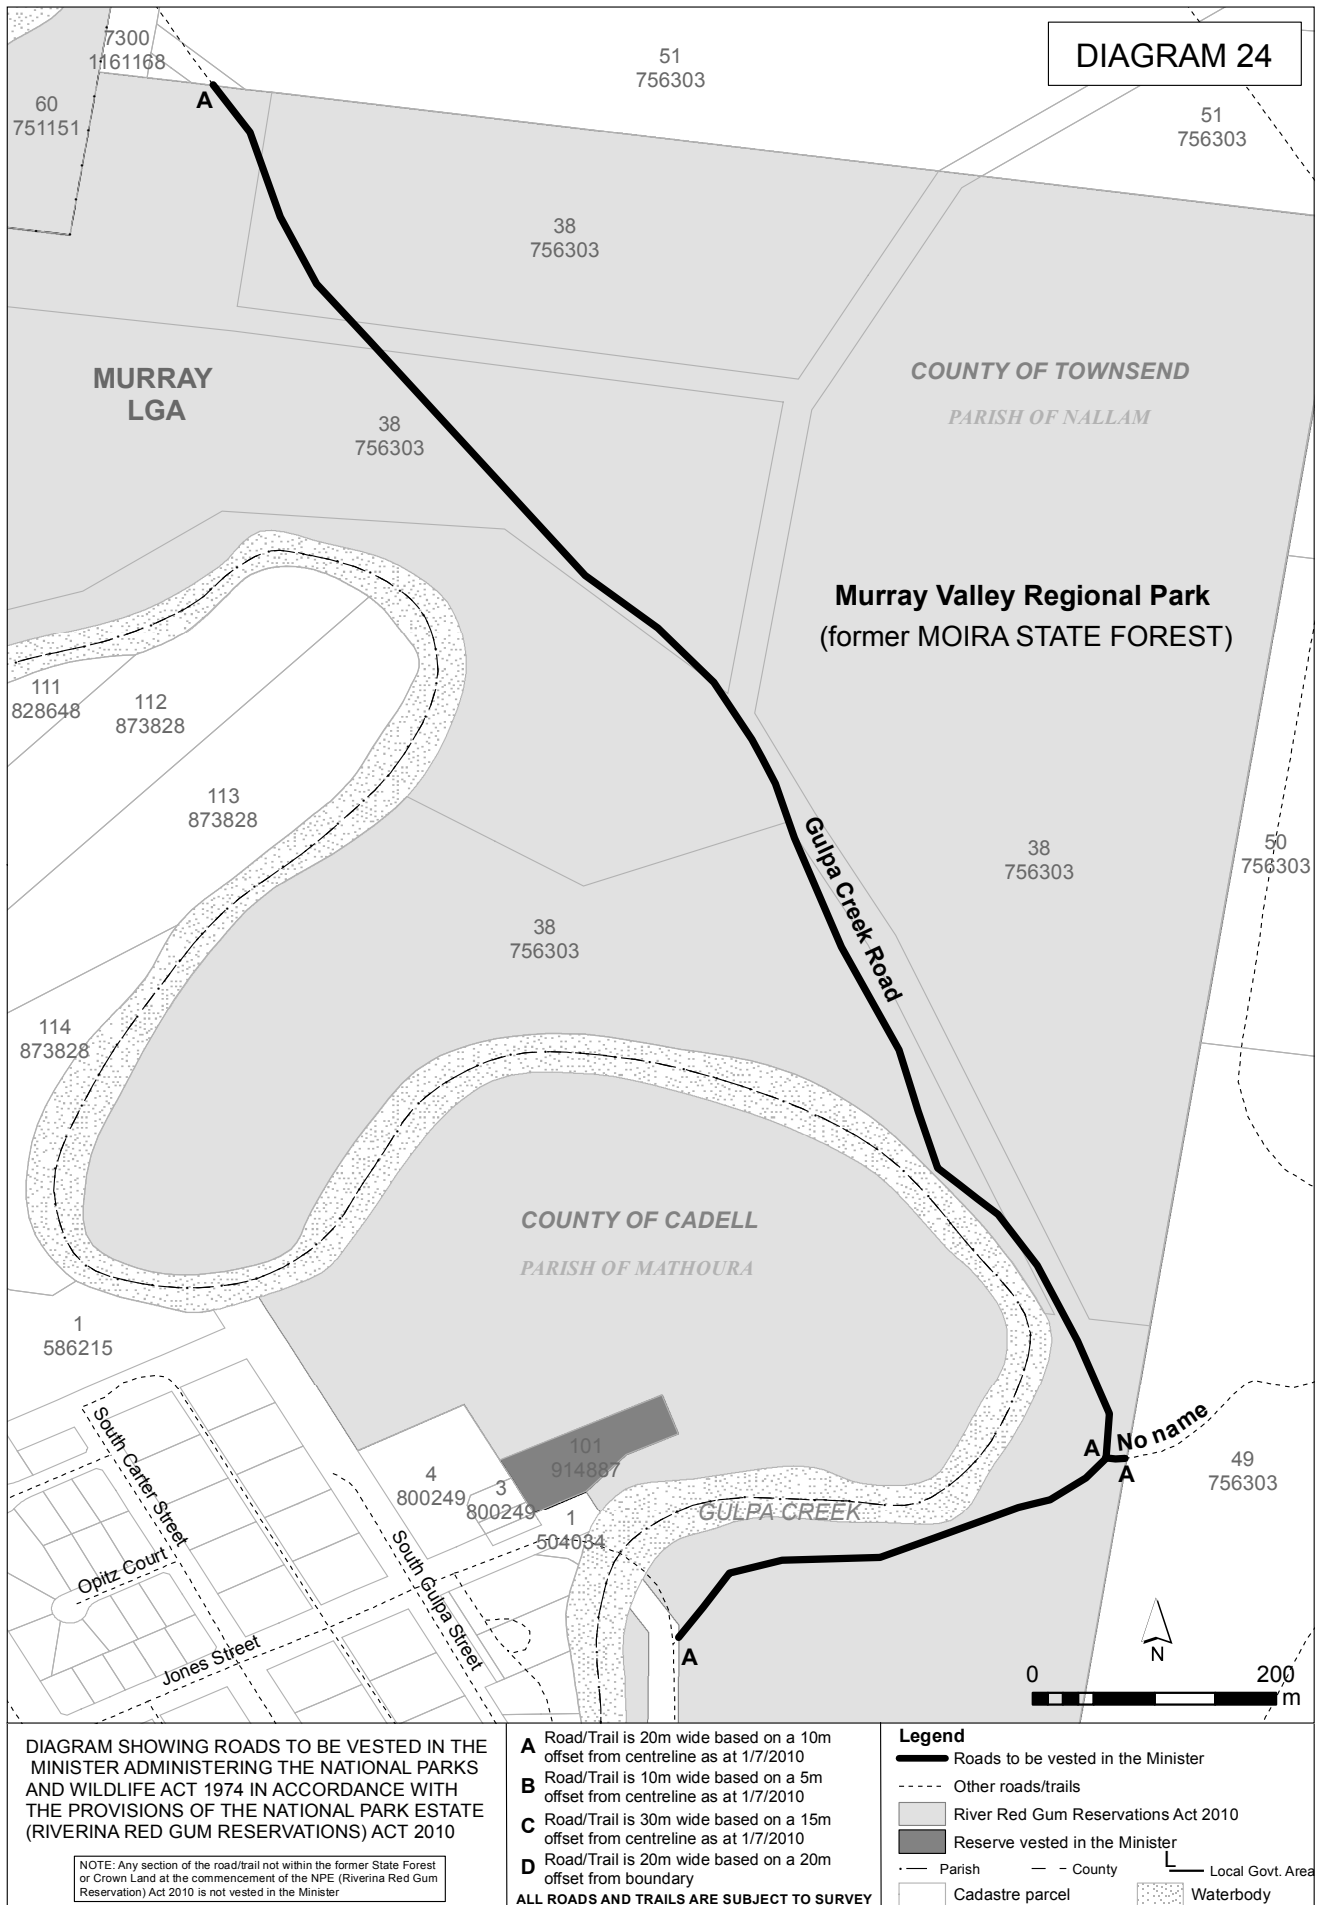 DIAGRAM 24
7300
1161168
51
756303
60
751151
A
51
756303
38
756303
MURRAY
LGA
COUNTY OF TOWNSEND
PARISH OF NALLAM
38
756303
Murray Valley Regional Park
(former MOIRA STATE FOREST)
111
828648
112
873828
113
873828
Gulpa Creek Road
38
756303
50
756303
38
756303
114
873828
COUNTY OF CADELL
PARISH OF MATHOURA
1
586215
South Carter Street
A
No name
A
49
756303
101
914887
4
800249
3
800249
1
504034
GULPA CREEK
South Gulpa Street
Opitz Court
Jones Street
A
N
0
200
m
DIAGRAM SHOWING ROADS TO BE VESTED IN THE
MINISTER ADMINISTERING THE NATIONAL PARKS
AND WILDLIFE ACT 1974 IN ACCORDANCE WITH
THE PROVISIONS OF THE NATIONAL PARK ESTATE
(RIVERINA RED GUM RESERVATIONS) ACT 2010
NOTE: Any section of the road/trail not within the former State Forest
or Crown Land at the commencement of the NPE (Riverina Red Gum
Reservation) Act 2010 is not vested in the Minister
A Road/Trail is 20m wide based on a 10m
offset from centreline as at 1/7/2010
B Road/Trail is 10m wide based on a 5m
offset from centreline as at 1/7/2010
C Road/Trail is 30m wide based on a 15m
offset from centreline as at 1/7/2010
D Road/Trail is 20m wide based on a 20m
offset from boundary
ALL ROADS AND TRAILS ARE SUBJECT TO SURVEY
Legend
Roads to be vested in the Minister
Other roads/trails
River Red Gum Reservations Act 2010
Reserve vested in the Minister
Parish
County
Local Govt. Area
Cadastre parcel
Waterbody